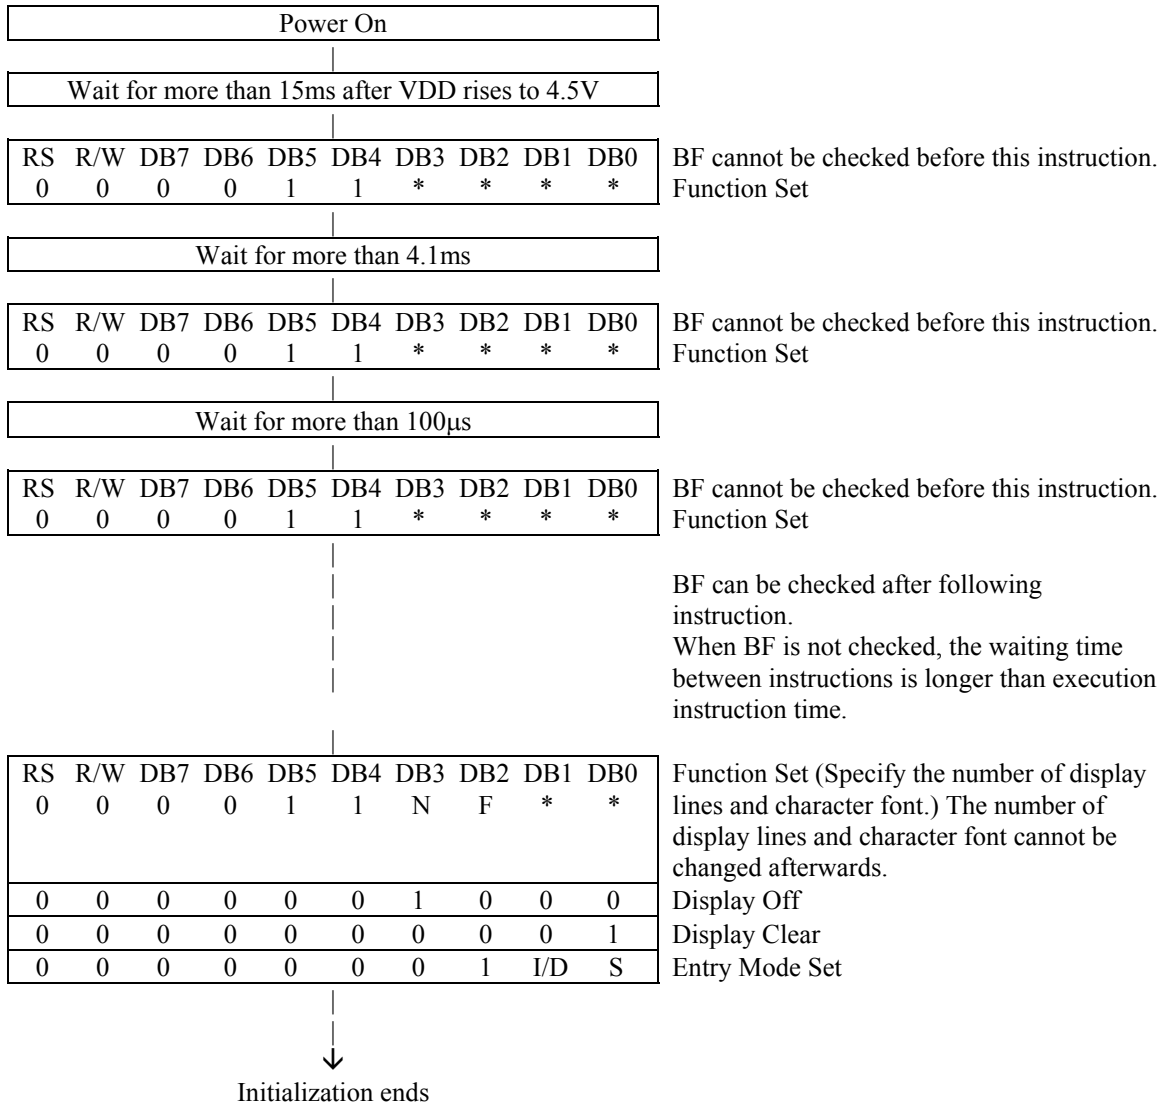 Power On
Wait for more than 15ms after VDD rises to 4.5V
RS R/W DB7 DB6 DB5 DB4 DB3 DB2 DB1 DB0 BF cannot be checked before this instruction.
0 0 0 0 1 1 * * * * Function Set
Wait for more than 4.1ms
RS R/W DB7 DB6 DB5 DB4 DB3 DB2 DB1 DB0 BF cannot be checked before this instruction.
0 0 0 0 1 1 * * * * Function Set
Wait for more than 100μs
RS R/W DB7 DB6 DB5 DB4 DB3 DB2 DB1 DB0 BF cannot be checked before this instruction.
0 0 0 0 1 1 * * * * Function Set
BF can be checked after following
instruction.
When BF is not checked, the waiting time
between instructions is longer than execution
instruction time.
RS R/W DB7 DB6 DB5 DB4 DB3 DB2 DB1 DB0 Function Set (Specify the number of display
0 0 0 0 1 1 N F * * lines and character font.) The number of
display lines and character font cannot be
changed afterwards.
0 0 0 0 0 0 1 0 0 0 Display Off
0 0 0 0 0 0 0 0 0 1 Display Clear
0 0 0 0 0 0 0 1 I/D S Entry Mode Set
Initialization ends